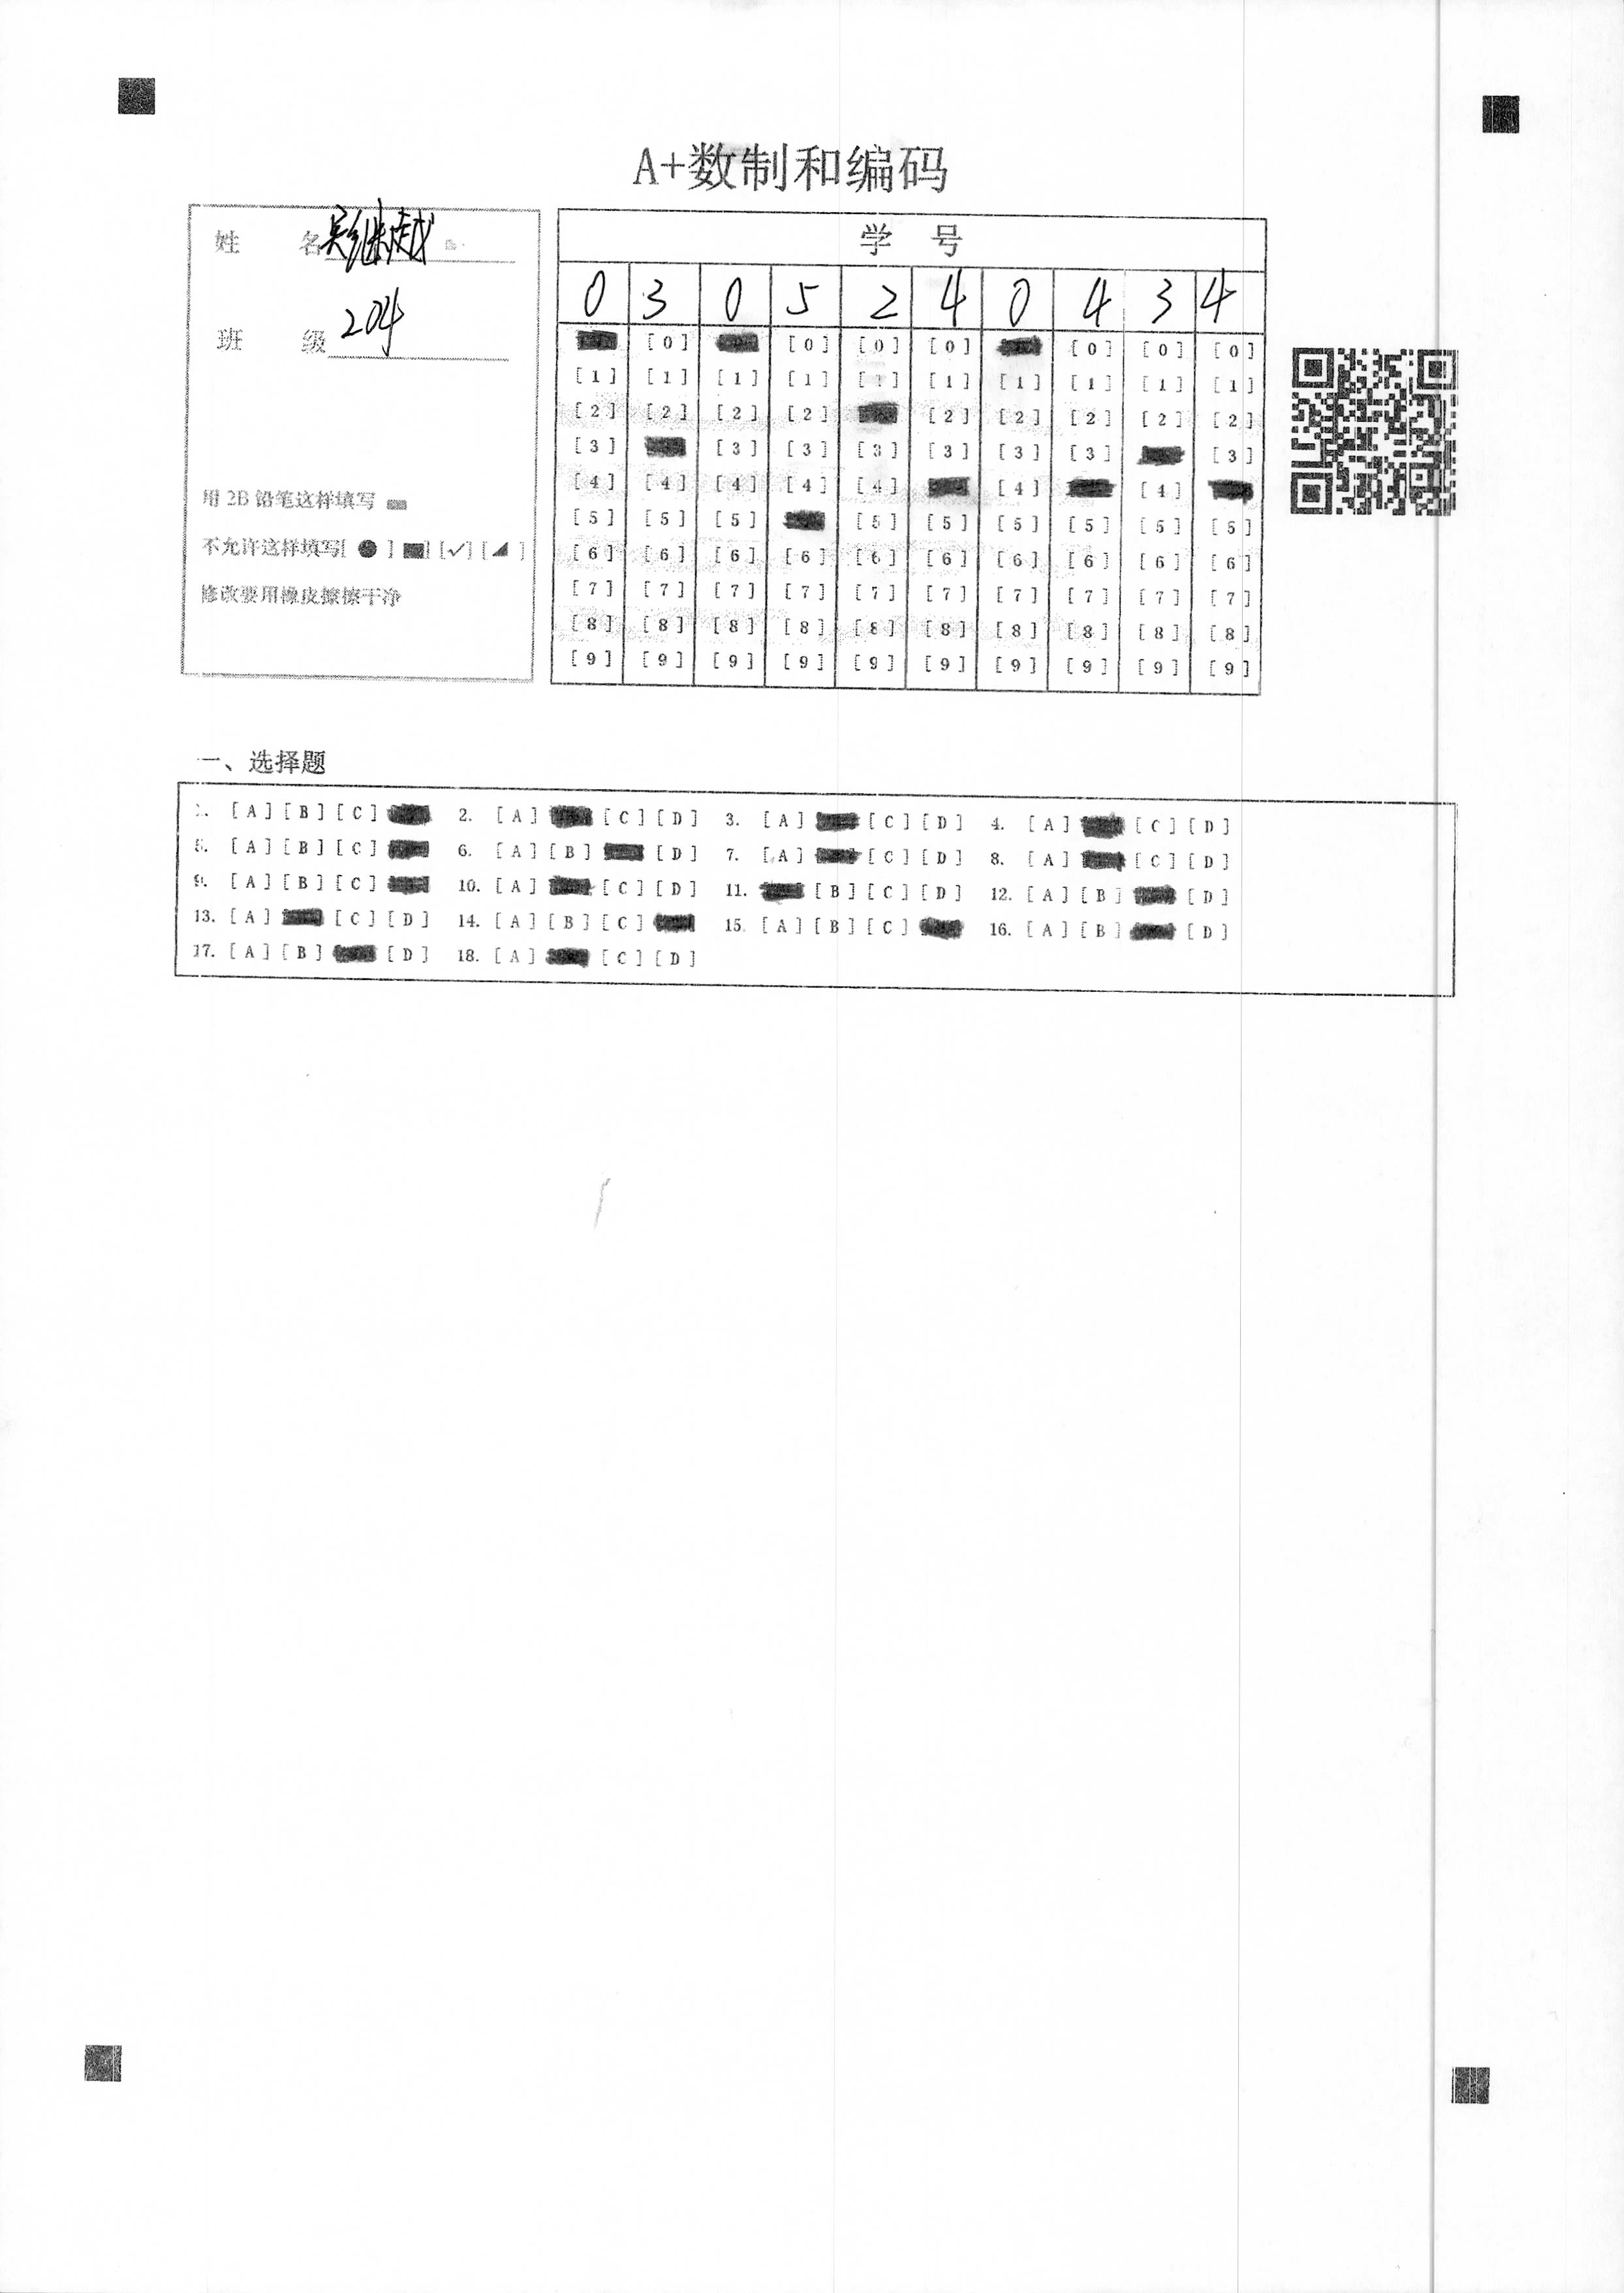 A+数制和编码
姓 名 吴继越
班 级 204
用 2B 铅笔这样填写
不允许这样填写[ ● ] [■] [✓] [◢ ]
修改要用橡皮擦擦干净
学 号
0 3 0 5 2 4 0 4 3 4
[0] [0] [0] [0] [0] [0] [0]
[1] [1] [1] [1] [1] [1] [1] [1] [1] [1]
[2] [2] [2] [2] [2] [2] [2] [2] [2]
[3] [3] [3] [3] [3] [3] [3] [3]
[4] [4] [4] [4] [4] [4] [4]
[5] [5] [5] [5] [5] [5] [5] [5] [5]
[6] [6] [6] [6] [6] [6] [6] [6] [6] [6]
[7] [7] [7] [7] [7] [7] [7] [7] [7] [7]
[8] [8] [8] [8] [8] [8] [8] [8] [8] [8]
[9] [9] [9] [9] [9] [9] [9] [9] [9] [9]
一、选择题
1. [A] [B] [C] 2. [A] [C] [D] 3. [A] [C] [D] 4. [A] [C] [D]
5. [A] [B] [C] 6. [A] [B] [D] 7. [A] [C] [D] 8. [A] [C] [D]
9. [A] [B] [C] 10. [A] [C] [D] 11. [B] [C] [D] 12. [A] [B] [D]
13. [A] [C] [D] 14. [A] [B] [C] 15. [A] [B] [C] 16. [A] [B] [D]
17. [A] [B] [D] 18. [A] [C] [D]